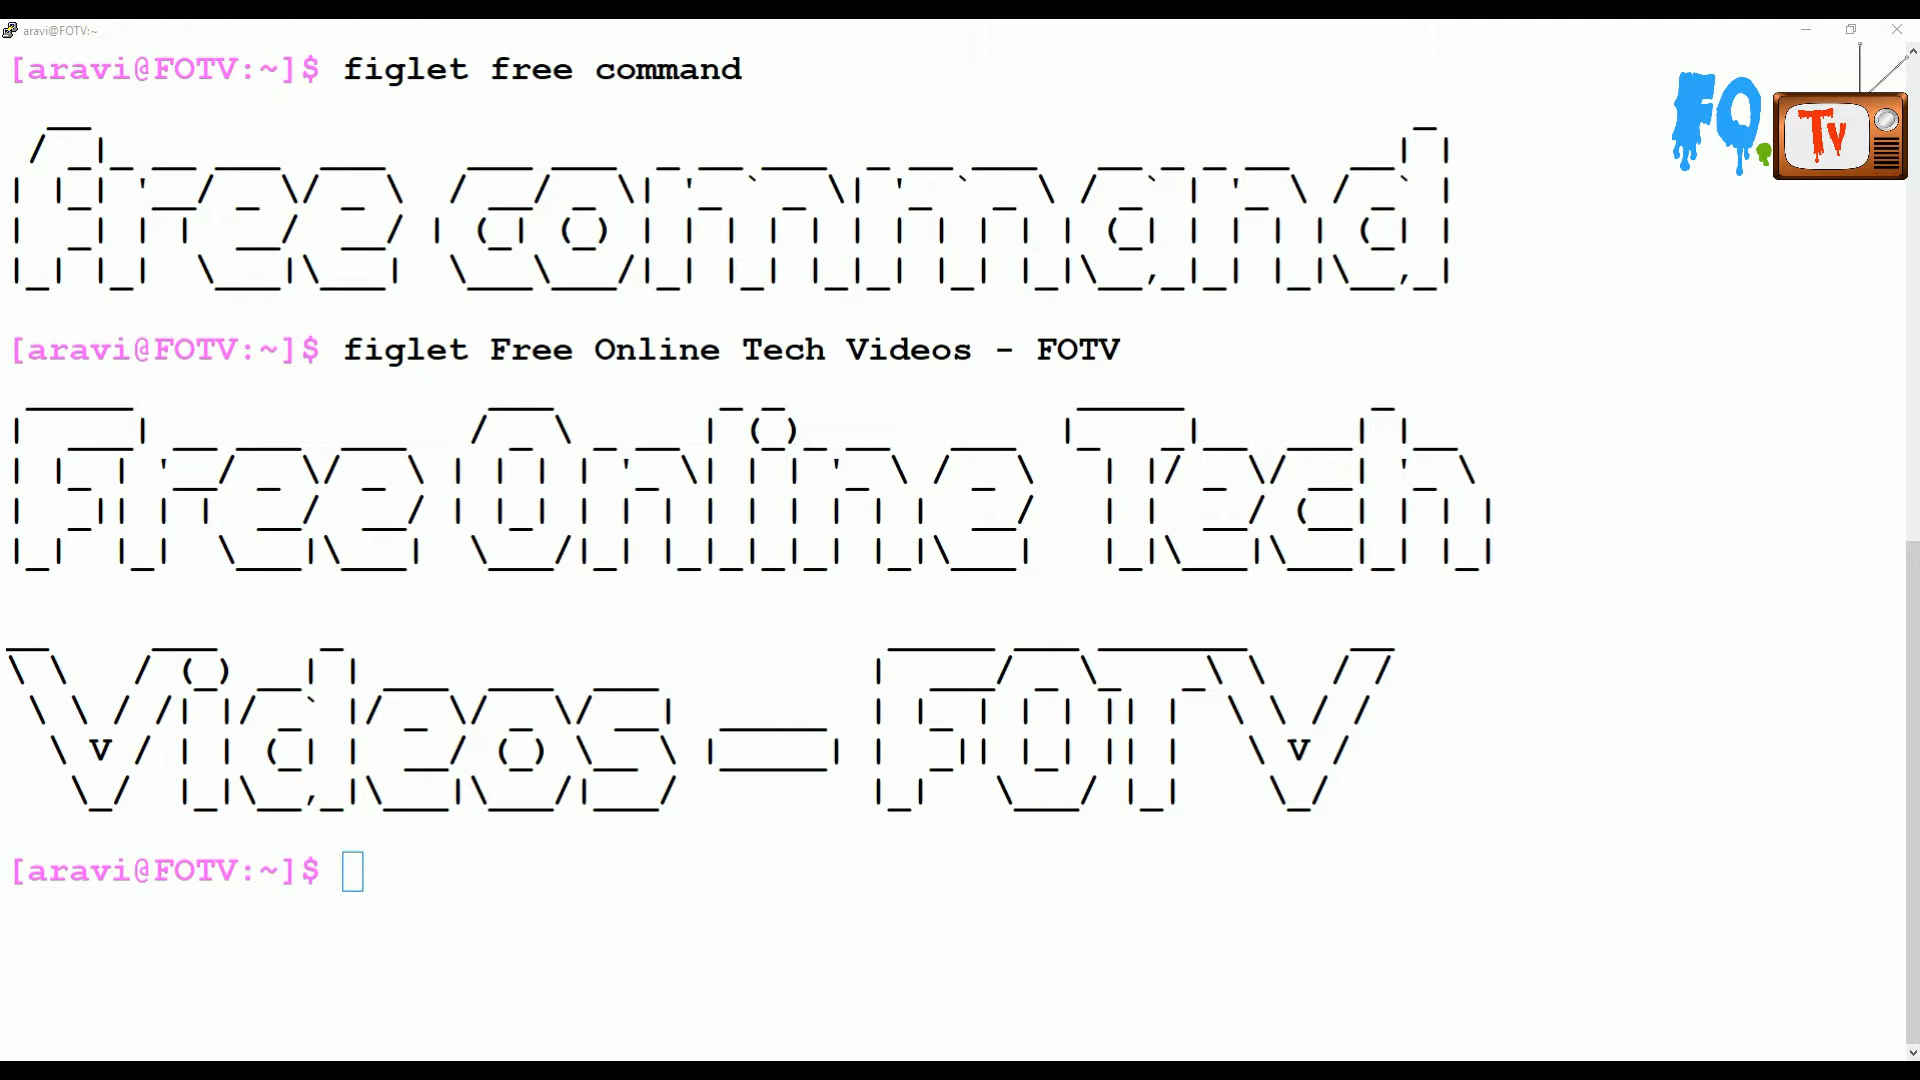 aravi@FOTV:~
[aravi@FOTV:~]$ figlet free command
free command
[aravi@FOTV:~]$ figlet Free Online Tech Videos - FOTV
Free Online Tech
Videos - FOTV
[aravi@FOTV:~]$
FO.
Tv